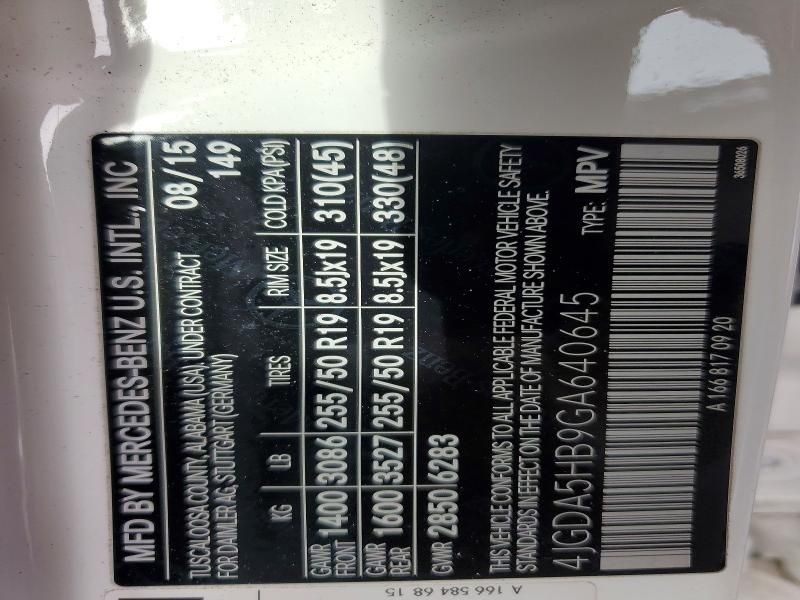 MFD BY MERCEDES-BENZ U.S. INTL., INC
TUSCALOOSA COUNTY, ALABAMA (USA), UNDER CONTRACT 08/15
FOR DAIMLER AG, STUTTGART (GERMANY) 149
KG LB TIRES RIM SIZE COLD KPA(PSI)
GAWR FRONT 1400 3086 255/50 R19 8.5Jx19 310(45)
GAWR REAR 1600 3527 255/50 R19 8.5Jx19 330(48)
GVWR 2850 6283
THIS VEHICLE CONFORMS TO ALL APPLICABLE FEDERAL MOTOR VEHICLE SAFETY
STANDARDS IN EFFECT ON THE DATE OF MANUFACTURE SHOWN ABOVE.
4JGDA5HB9GA640645 TYPE: MPV
A 166 817 09 20 36508026
A 166 584 68 15